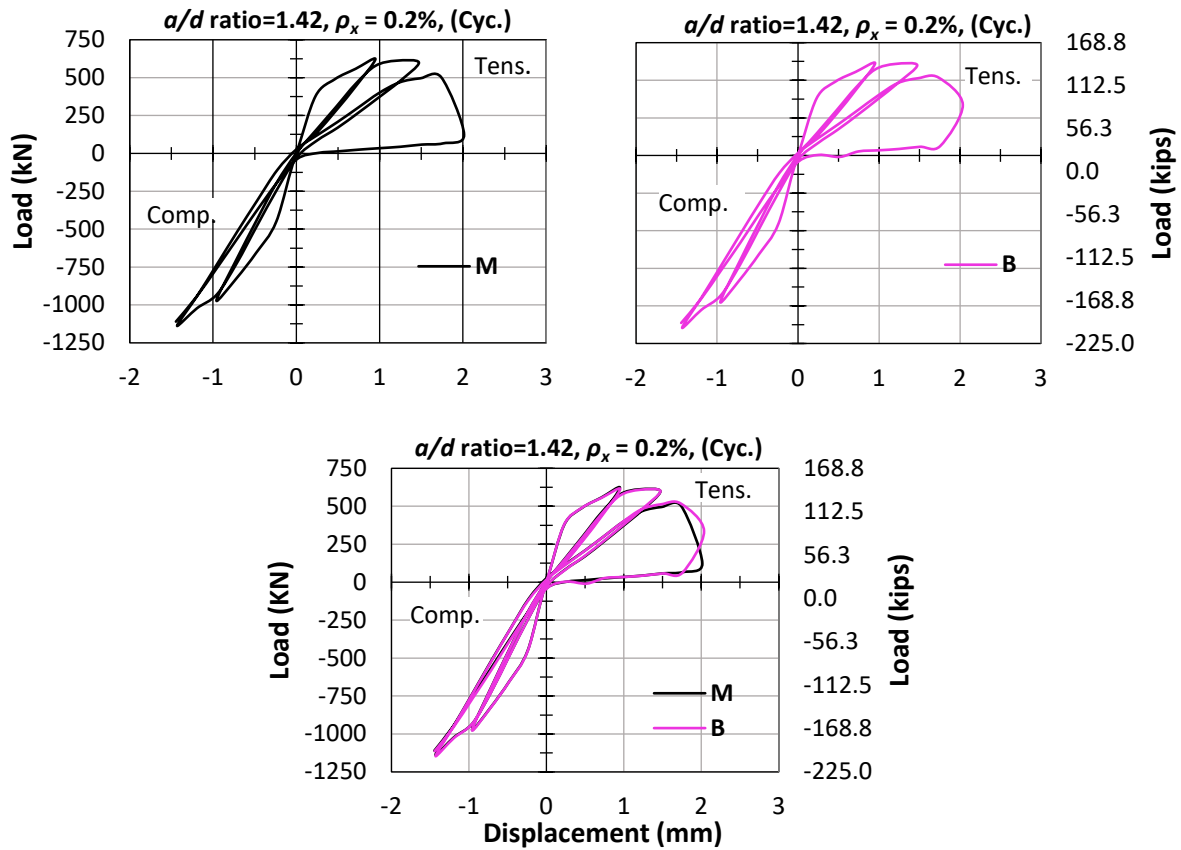 a/d ratio=1.42, ρx = 0.2%, (Cyc.)
750
500
250
0
-250
-500
-750
-1000
-1250
Load (kN)
Tens.
Comp.
M
-2 -1 0 1 2 3
a/d ratio=1.42, ρx = 0.2%, (Cyc.)
Tens.
Comp.
B
168.8
112.5
56.3
0.0
-56.3
-112.5
-168.8
-225.0
Load (kips)
-2 -1 0 1 2 3
a/d ratio=1.42, ρx = 0.2%, (Cyc.)
750
500
250
0
-250
-500
-750
-1000
-1250
Load (KN)
Tens.
Comp.
M
B
168.8
112.5
56.3
0.0
-56.3
-112.5
-168.8
-225.0
Load (kips)
-2 -1 0 1 2 3
Displacement (mm)